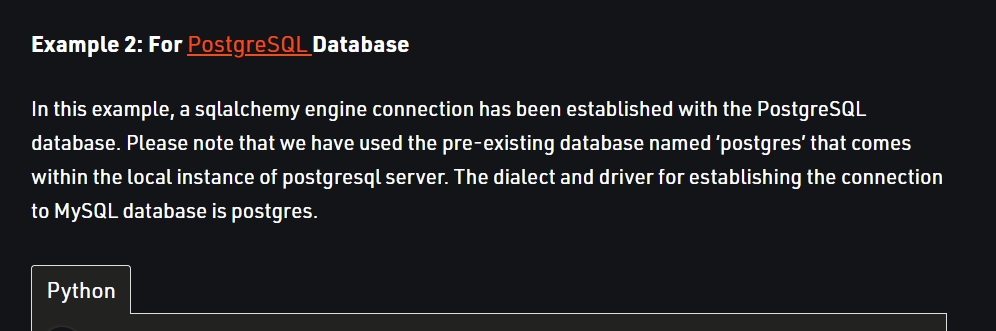 Example 2: For PostgreSQL Database
In this example, a sqlalchemy engine connection has been established with the PostgreSQL
database. Please note that we have used the pre-existing database named ‘postgres’ that comes
within the local instance of postgresql server. The dialect and driver for establishing the connection
to MySQL database is postgres.
Python